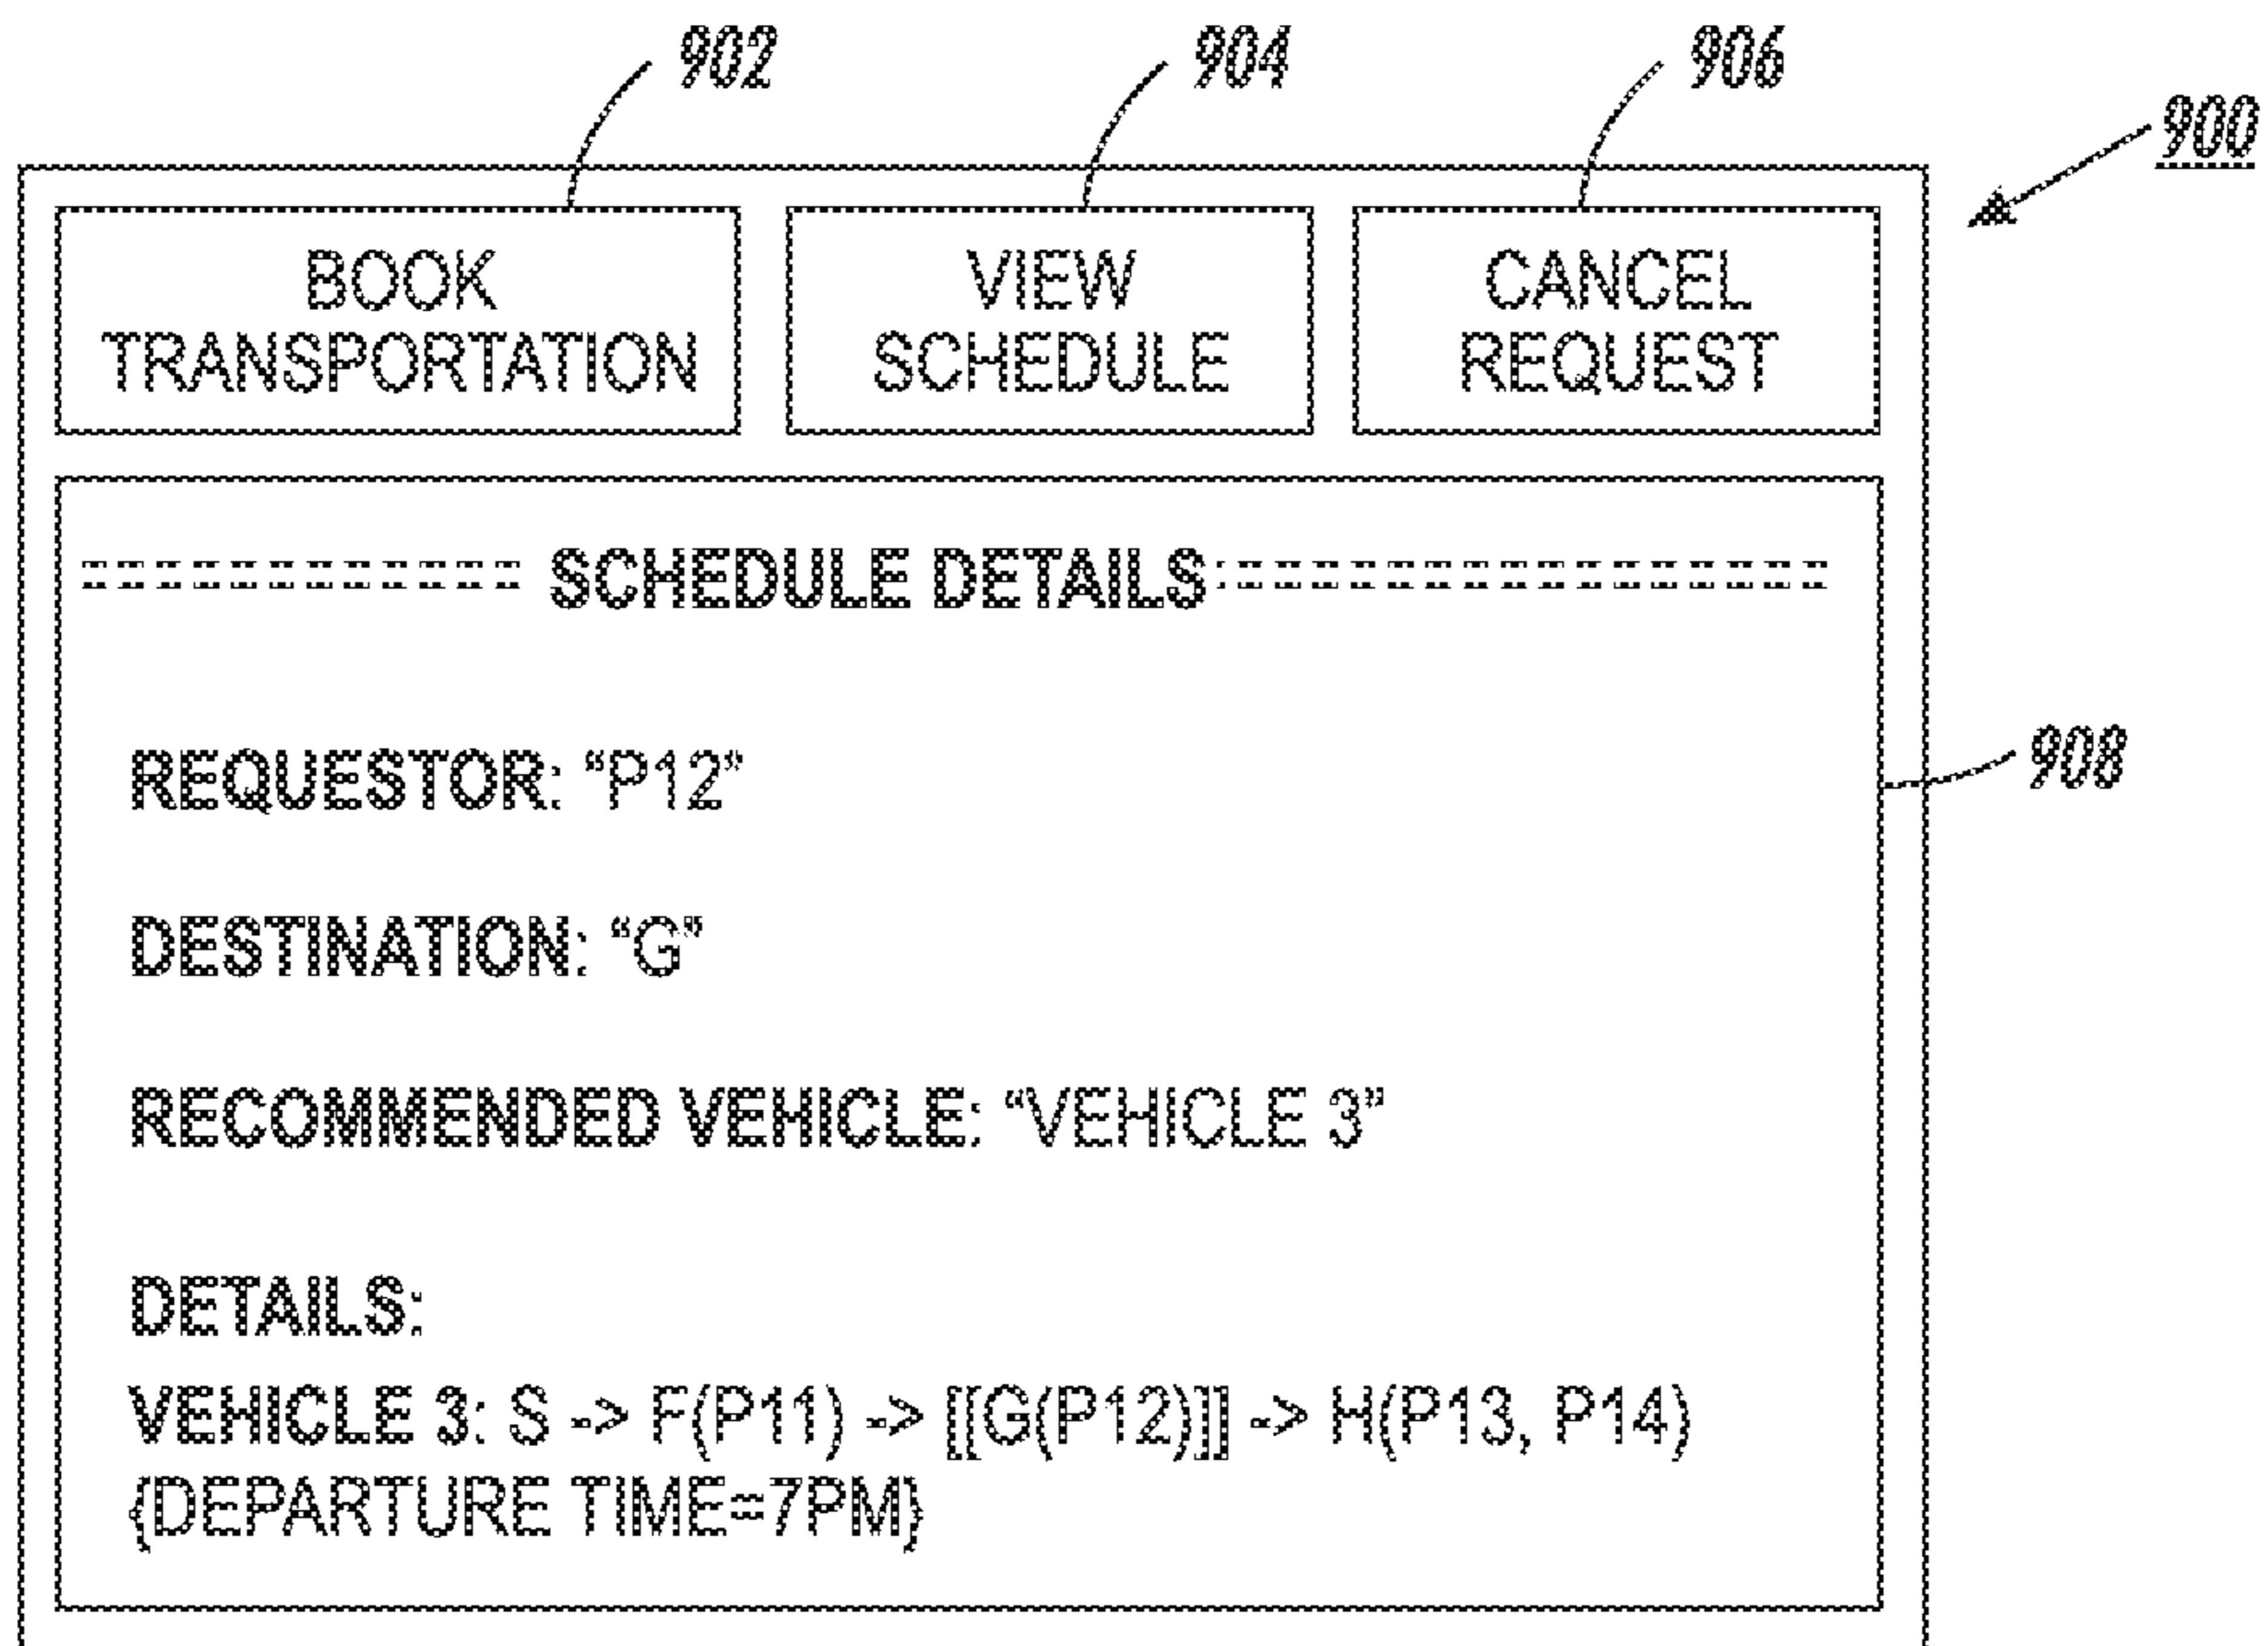 902
904
906
900
BOOK
TRANSPORTATION
VIEW
SCHEDULE
CANCEL
REQUEST
============ SCHEDULE DETAILS =================
REQUESTOR: “P12”
908
DESTINATION: “G”
RECOMMENDED VEHICLE: “VEHICLE 3”
DETAILS:
VEHICLE 3: S -> F(P11) -> [[G(P12)]] -> H(P13, P14)
{DEPARTURE TIME=7PM}